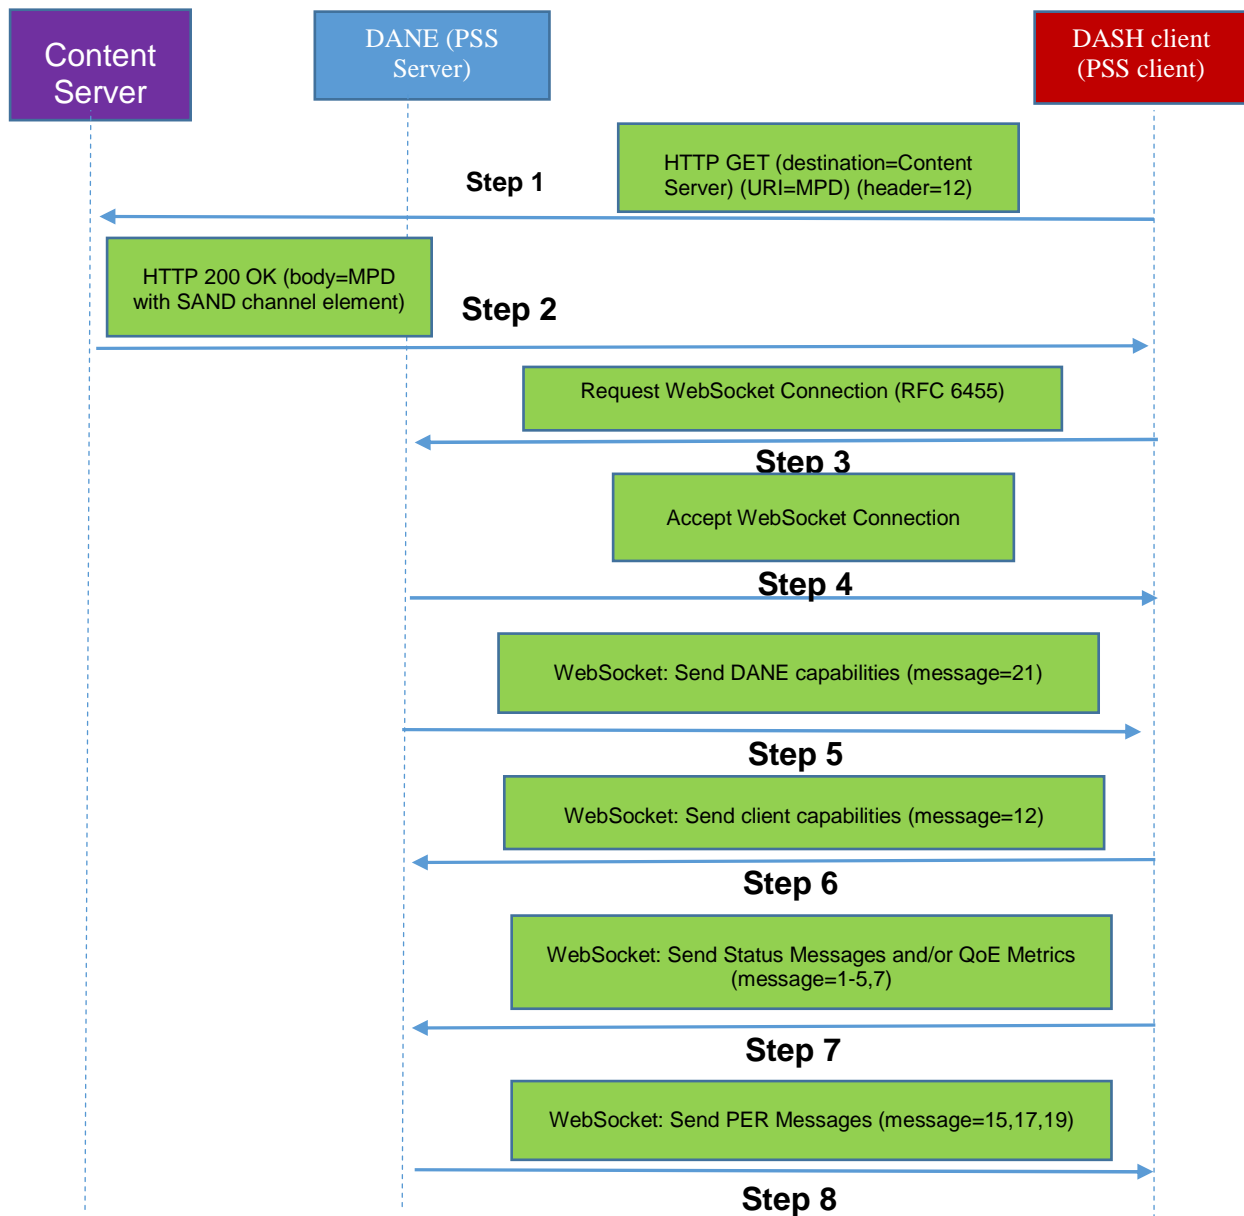 Content
Server
DANE (PSS
Server)
DASH client
(PSS client)
HTTP GET (destination=Content
Server) (URI=MPD) (header=12)
Step 1
HTTP 200 OK (body=MPD
with SAND channel element)
Step 2
Request WebSocket Connection (RFC 6455)
Step 3
Accept WebSocket Connection
Step 4
WebSocket: Send DANE capabilities (message=21)
Step 5
WebSocket: Send client capabilities (message=12)
Step 6
WebSocket: Send Status Messages and/or QoE Metrics
(message=1-5,7)
Step 7
WebSocket: Send PER Messages (message=15,17,19)
Step 8